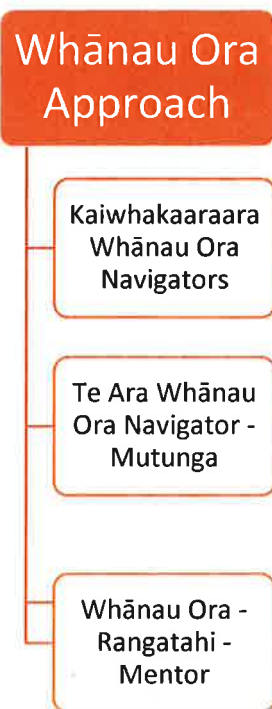 Whānau Ora
Approach
Kaiwhakaaraara
Whānau Ora
Navigators
Te Ara Whānau
Ora Navigator -
Mutunga
Whānau Ora -
Rangatahi -
Mentor